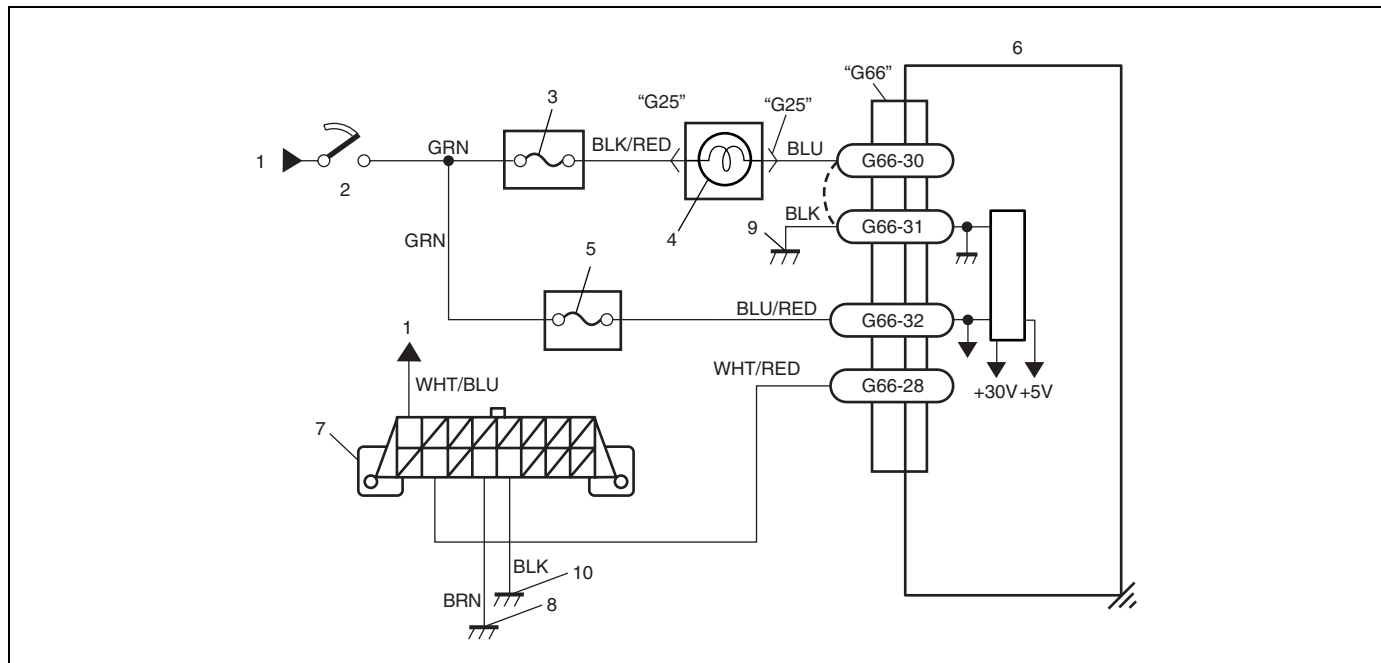 6
“G66”
3
“G25”
“G25”
1
2
GRN
BLK/RED
BLU
G66-30
4
BLK
9
G66-31
GRN
5
BLU/RED
G66-32
1
WHT/BLU
WHT/RED
G66-28
+30V
+5V
7
BLK
10
BRN
8